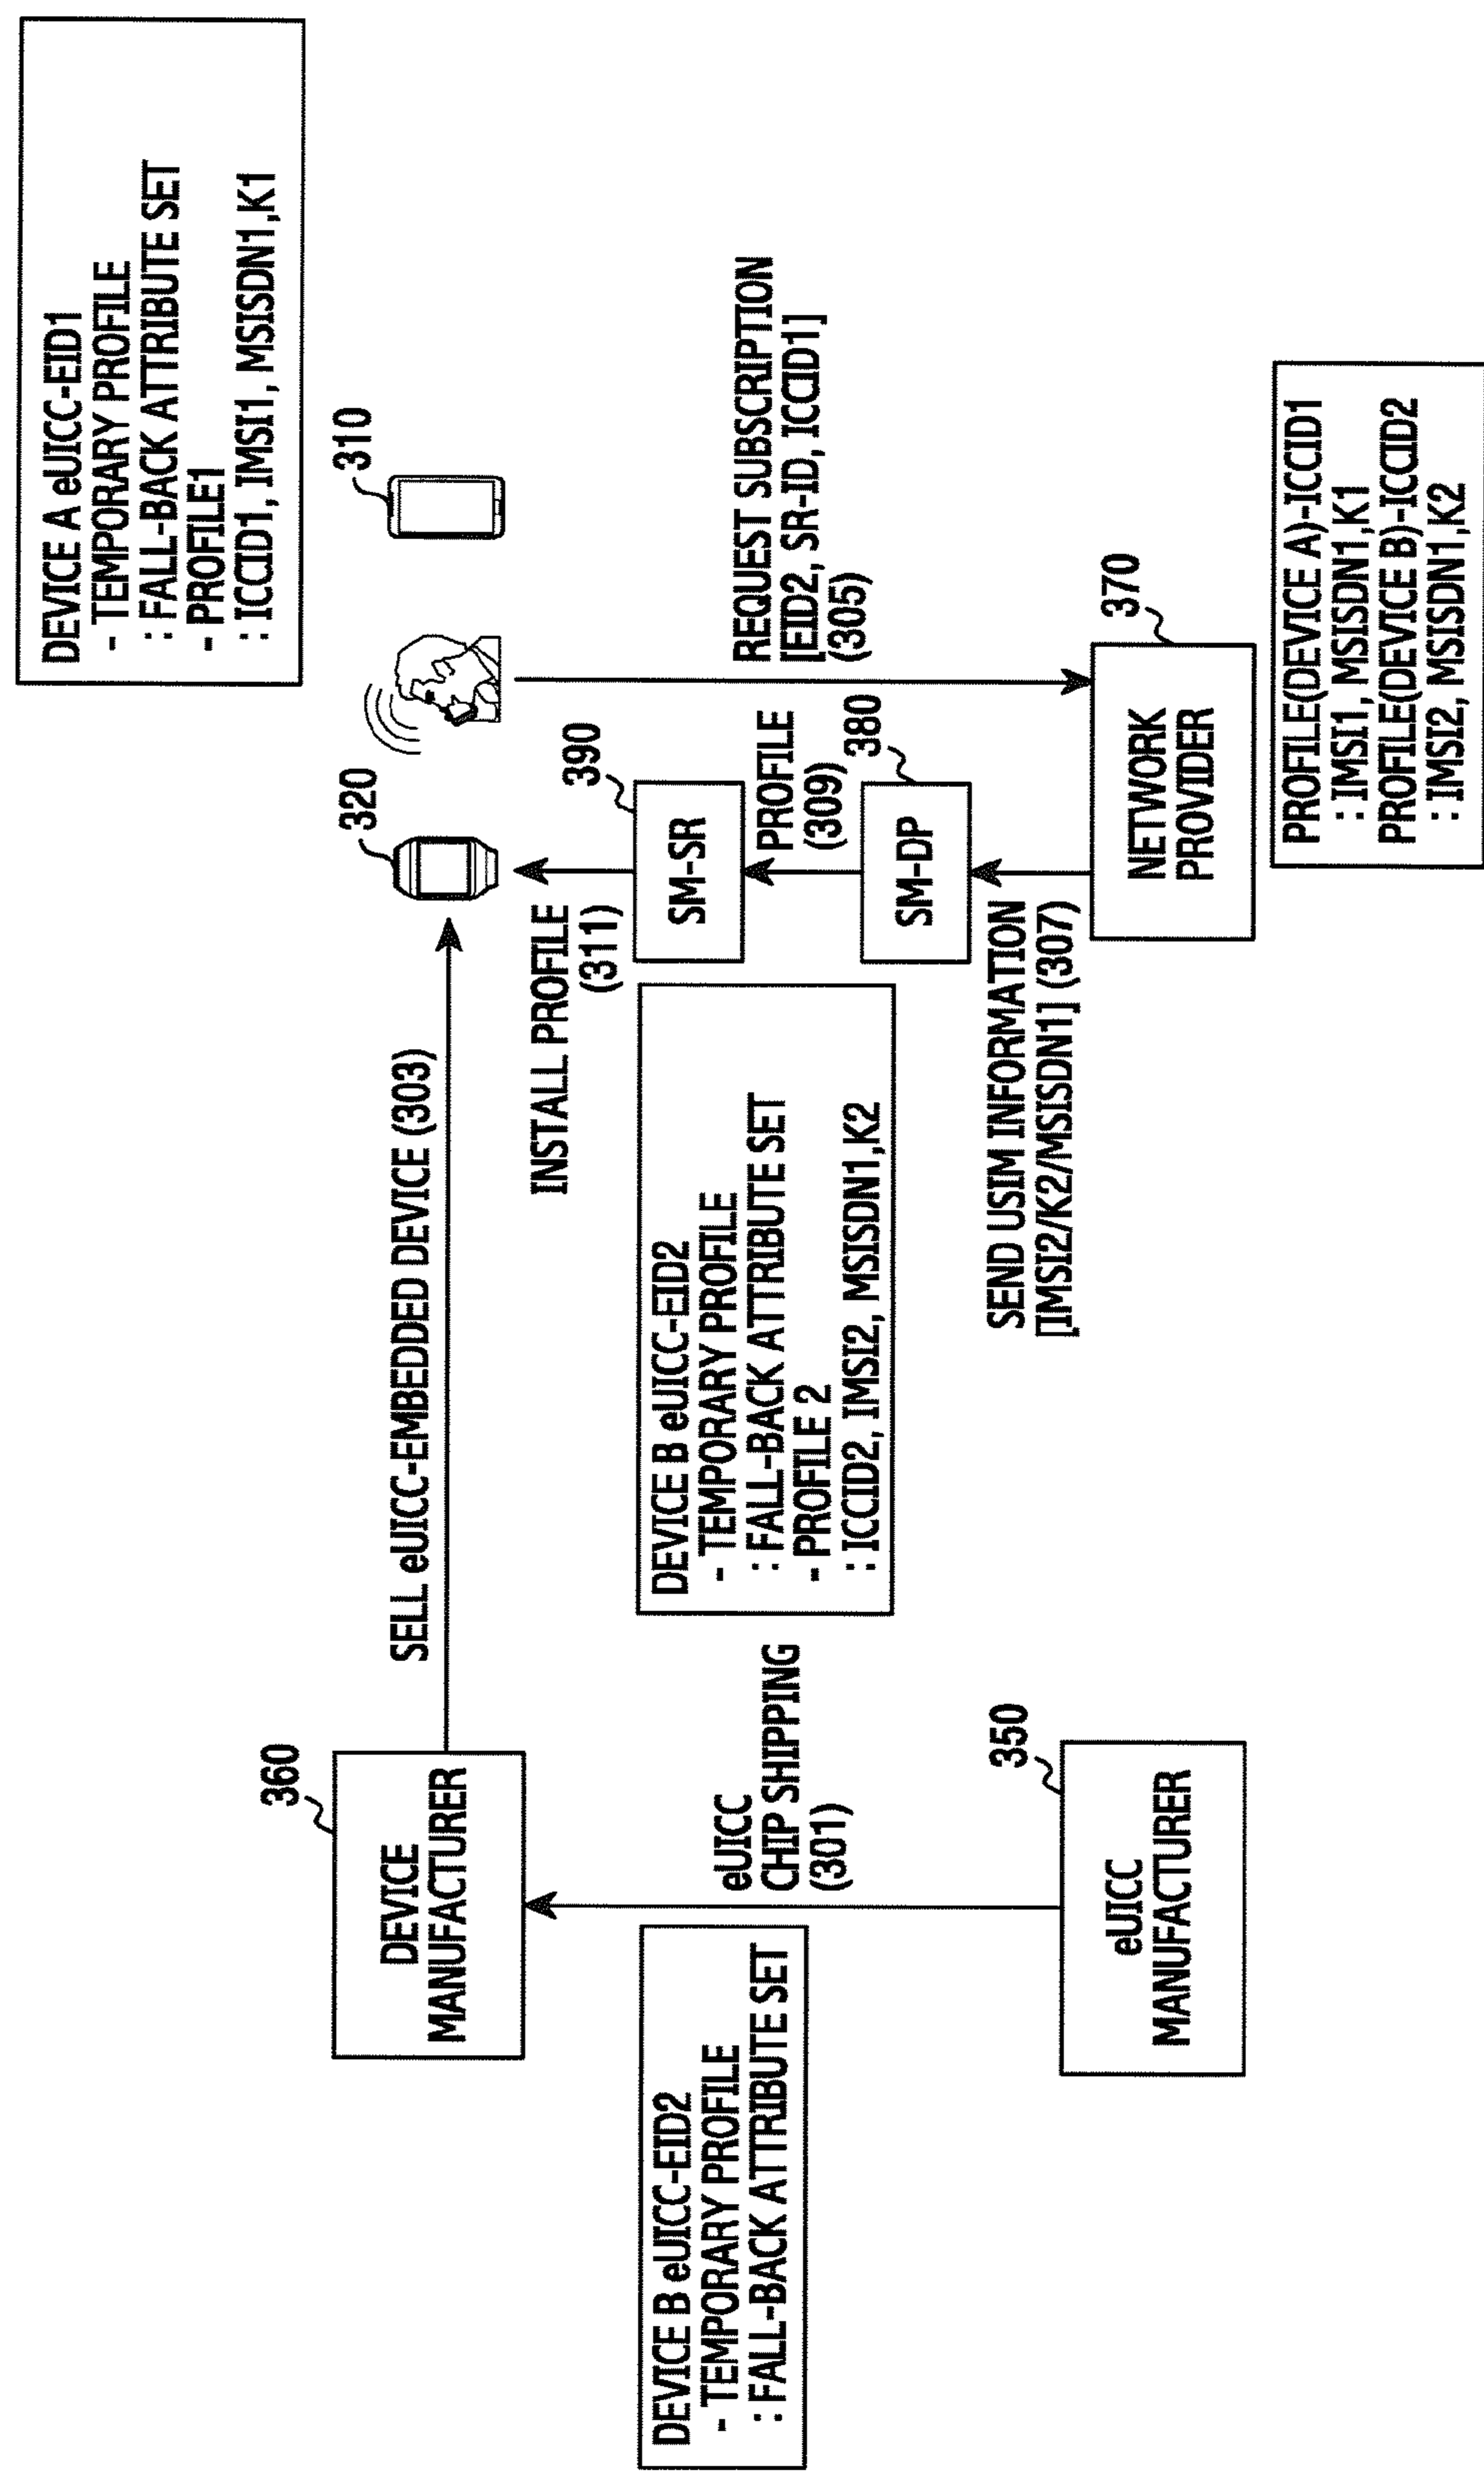 DEVICE A eUICC-EID1
- TEMPORARY PROFILE
: FALL-BACK ATTRIBUTE SET
- PROFILE1
: ICCID1, IMSI1, MSISDN1,K1
360
DEVICE
MANUFACTURER
SELL eUICC-EMBEDDED DEVICE (303)
320
310
INSTALL PROFILE
(311)
390
SM-SR
DEVICE B eUICC-EID2
- TEMPORARY PROFILE
: FALL-BACK ATTRIBUTE SET
eUICC
CHIP SHIPPING
(301)
DEVICE B eUICC-EID2
- TEMPORARY PROFILE
: FALL-BACK ATTRIBUTE SET
- PROFILE 2
: ICCID2, IMSI2, MSISDN1,K2
PROFILE
(309)
380
SM-DP
REQUEST SUBSCRIPTION
[EID2, SR-ID, ICCID1]
(305)
SEND USIM INFORMATION
[IMSI2/K2/MSISDN1] (307)
350
eUICC
MANUFACTURER
370
NETWORK
PROVIDER
PROFILE(DEVICE A)-ICCID1
: IMSI1, MSISDN1,K1
PROFILE(DEVICE B)-ICCID2
: IMSI2, MSISDN1,K2